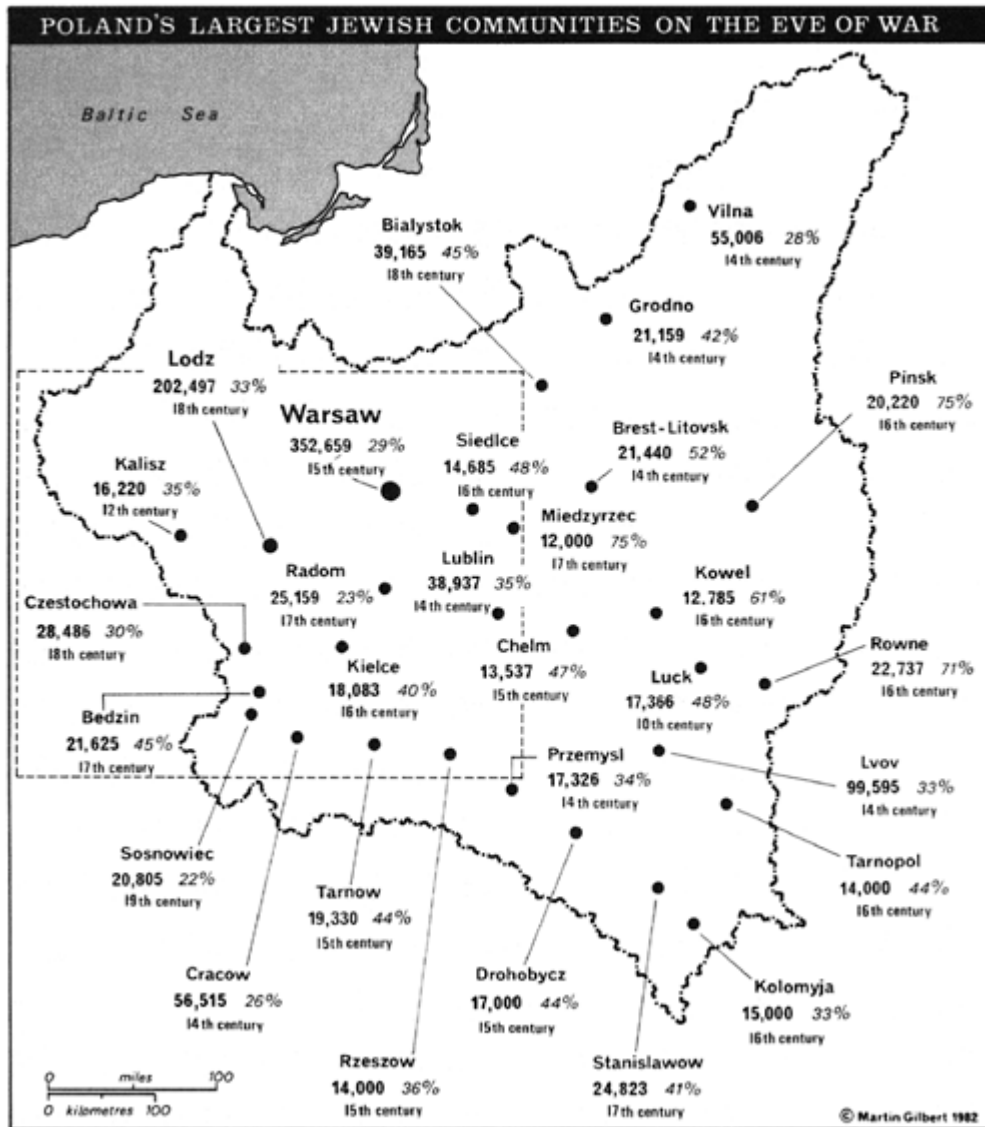 POLAND'S LARGEST JEWISH COMMUNITIES ON THE EVE OF WAR
Baltic Sea
Vilna
55,006 28%
14th century
Bialystok
39,165 45%
18th century
Grodno
21,159 42%
14th century
Lodz
202,497 33%
18th century
Pinsk
20,220 75%
16th century
Warsaw
352,659 29%
15th century
Siedlce
14,685 48%
16th century
Brest-Litovsk
21,440 52%
14th century
Kalisz
16,220 35%
12th century
Miedzyrzec
12,000 75%
17th century
Lublin
38,937 35%
14th century
Radom
25,159 23%
17th century
Kowel
12,785 61%
16th century
Czestochowa
28,486 30%
18th century
Chelm
13,537 47%
15th century
Rowne
22,737 71%
16th century
Kielce
18,083 40%
16th century
Luck
17,366 48%
10th century
Bedzin
21,625 45%
17th century
Przemysl
17,326 34%
14th century
Lvov
99,595 33%
14th century
Sosnowiec
20,805 22%
19th century
Tarnow
19,330 44%
15th century
Tarnopol
14,000 44%
16th century
Cracow
56,515 26%
14th century
Drohobycz
17,000 44%
15th century
Kolomyja
15,000 33%
16th century
Rzeszow
14,000 36%
15th century
Stanislawow
24,823 41%
17th century
0 miles 100
0 kilometres 100
© Martin Gilbert 1982